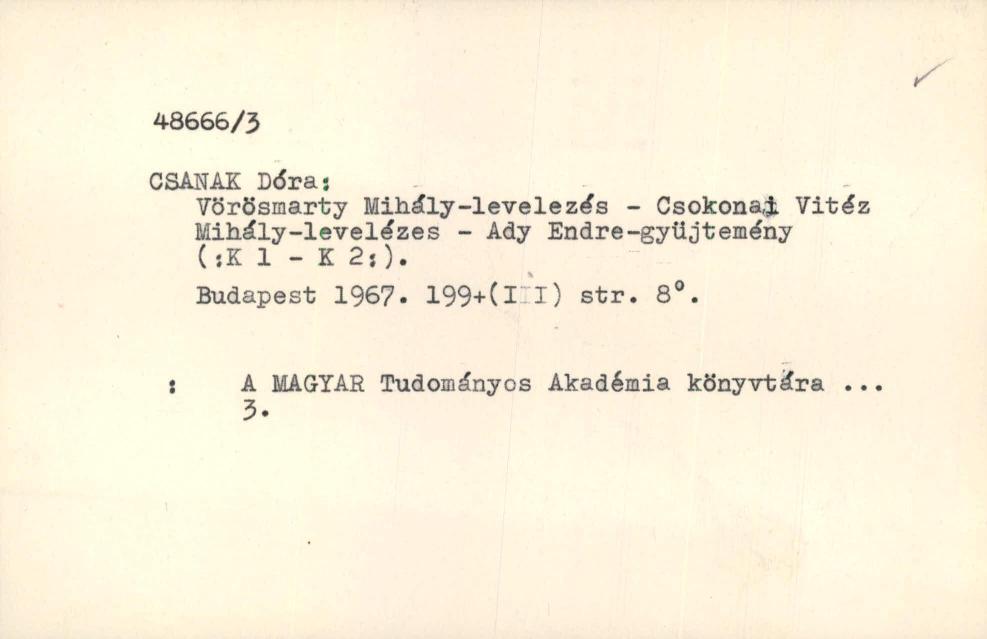 48666/3
CSANAK Dóra:
Vörösmarty Mihály-levelezés - Csokonai Vitéz
Mihály-levelézes - Ady Endre-gyüjtemény
(:K 1 - K 2:).
Budapest 1967. 199+(III) str. 8°.
: A MAGYAR Tudományos Akadémia könyvtára ...
3.